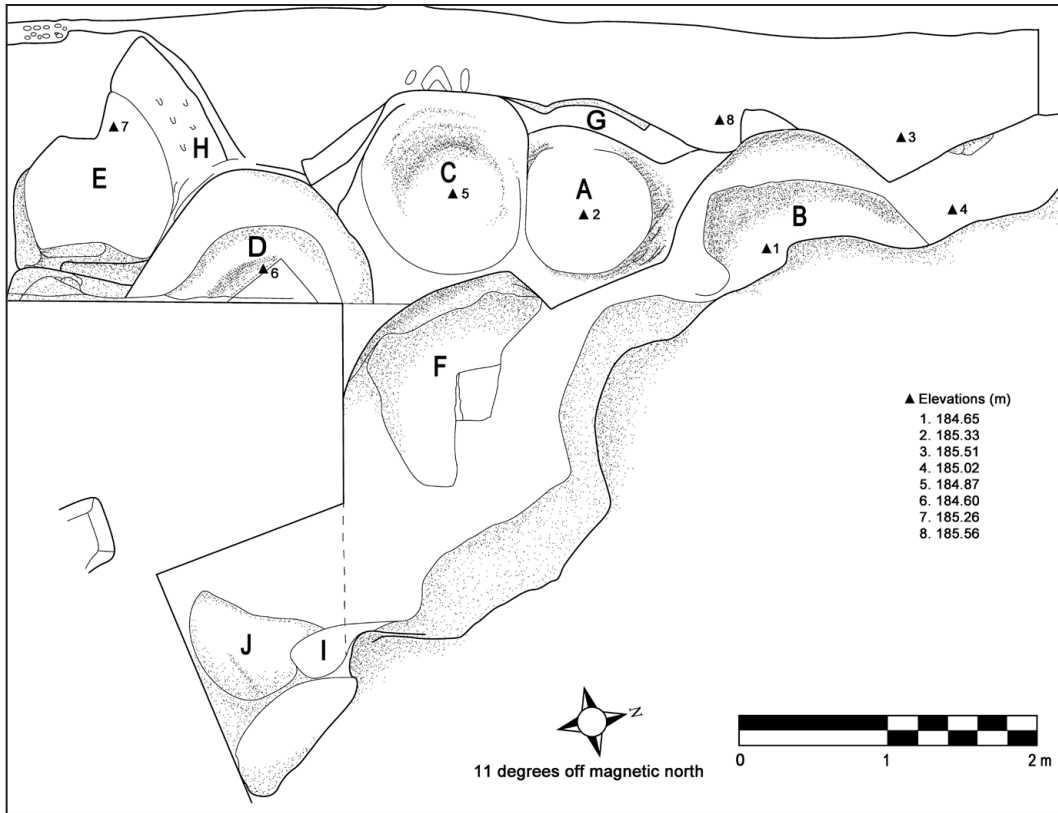 8
7
G
3
H
E
C
5
A
2
B
4
1
D
6
F
▲ Elevations (m)
1. 184.65
2. 185.33
3. 185.51
4. 185.02
5. 184.87
6. 184.60
7. 185.26
8. 185.56
J
I
N
11 degrees off magnetic north
0 1 2 m